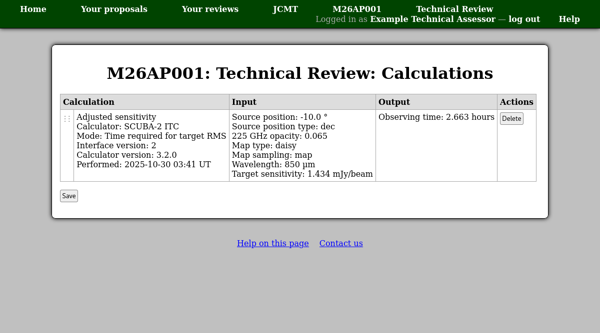 Home Your proposals Your reviews JCMT M26AP001 Technical Review
Logged in as Example Technical Assessor — log out Help
M26AP001: Technical Review: Calculations
Calculation Input Output Actions
Adjusted sensitivity
Calculator: SCUBA-2 ITC
Mode: Time required for target RMS
Interface version: 2
Calculator version: 3.2.0
Performed: 2025-10-30 03:41 UT
Source position: -10.0 °
Source position type: dec
225 GHz opacity: 0.065
Map type: daisy
Map sampling: map
Wavelength: 850 µm
Target sensitivity: 1.434 mJy/beam
Observing time: 2.663 hours
Delete
Save
Help on this page Contact us